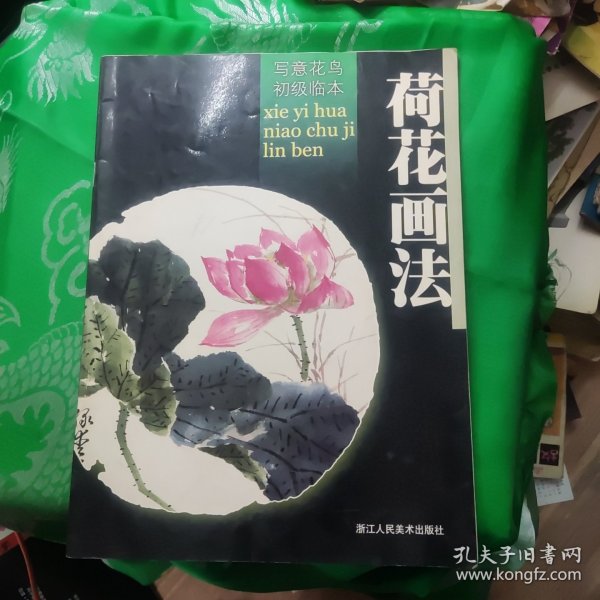 写意花鸟
初级临本
xie yi hua
niao chu ji
lin ben
荷花画法
浙江人民美术出版社
孔夫子旧书网
www.kongfz.com